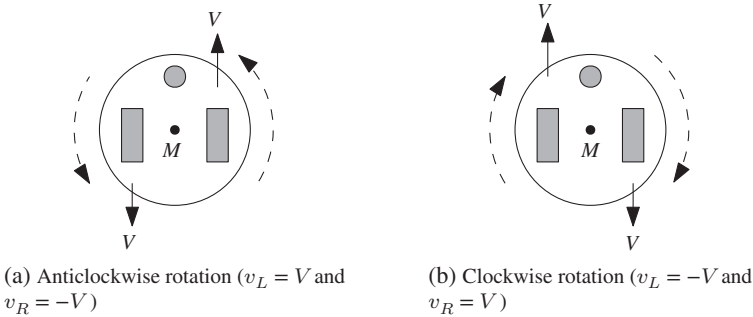 V
V
M
M
V
V
(a) Anticlockwise rotation (v_L = V and
v_R = −V)
(b) Clockwise rotation (v_L = −V and
v_R = V)